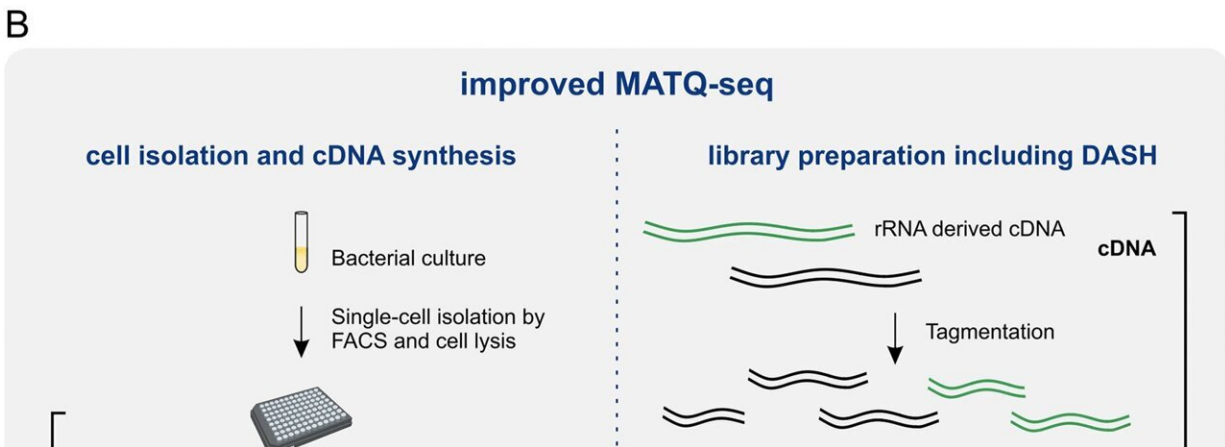 B
improved MATQ-seq
cell isolation and cDNA synthesis
Bacterial culture
Single-cell isolation by
FACS and cell lysis
library preparation including DASH
rRNA derived cDNA
cDNA
Tagmentation